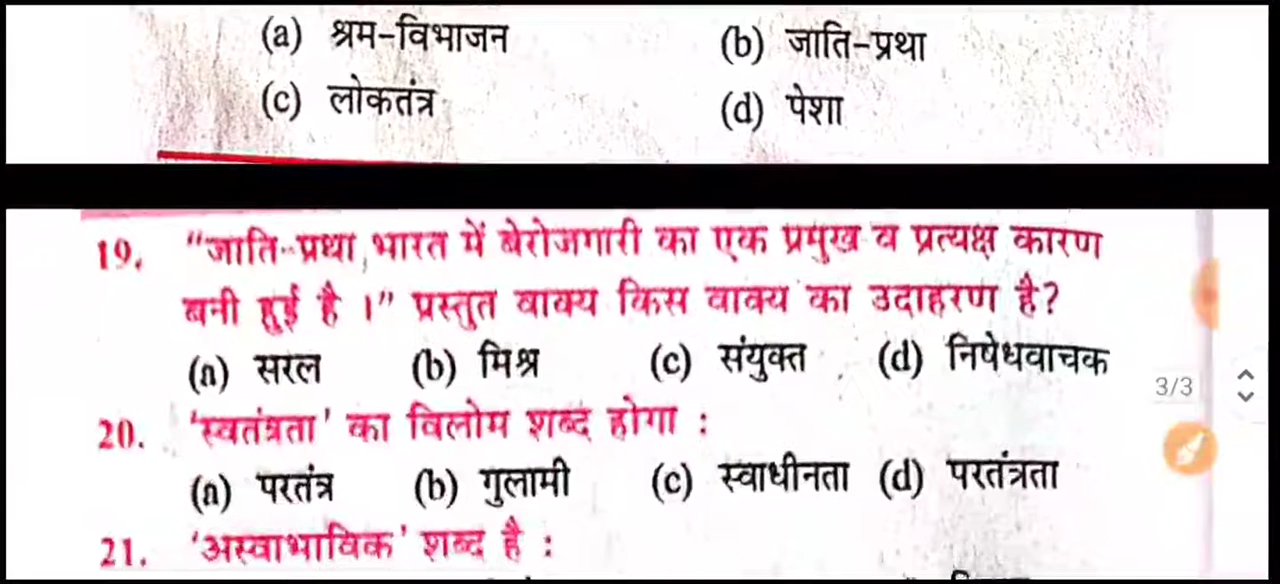 (a) श्रम-विभाजन (b) जाति-प्रथा
(c) लोकतंत्र (d) पेशा
19. "जाति-प्रथा, भारत में बेरोजगारी का एक प्रमुख व प्रत्यक्ष कारण
बनी हुई है ।" प्रस्तुत वाक्य किस वाक्य का उदाहरण है?
(a) सरल (b) मिश्र (c) संयुक्त (d) निषेधवाचक
3/3
20. 'स्वतंत्रता' का विलोम शब्द होगा :
(a) परतंत्र (b) गुलामी (c) स्वाधीनता (d) परतंत्रता
21. 'अस्वाभाविक' शब्द है :